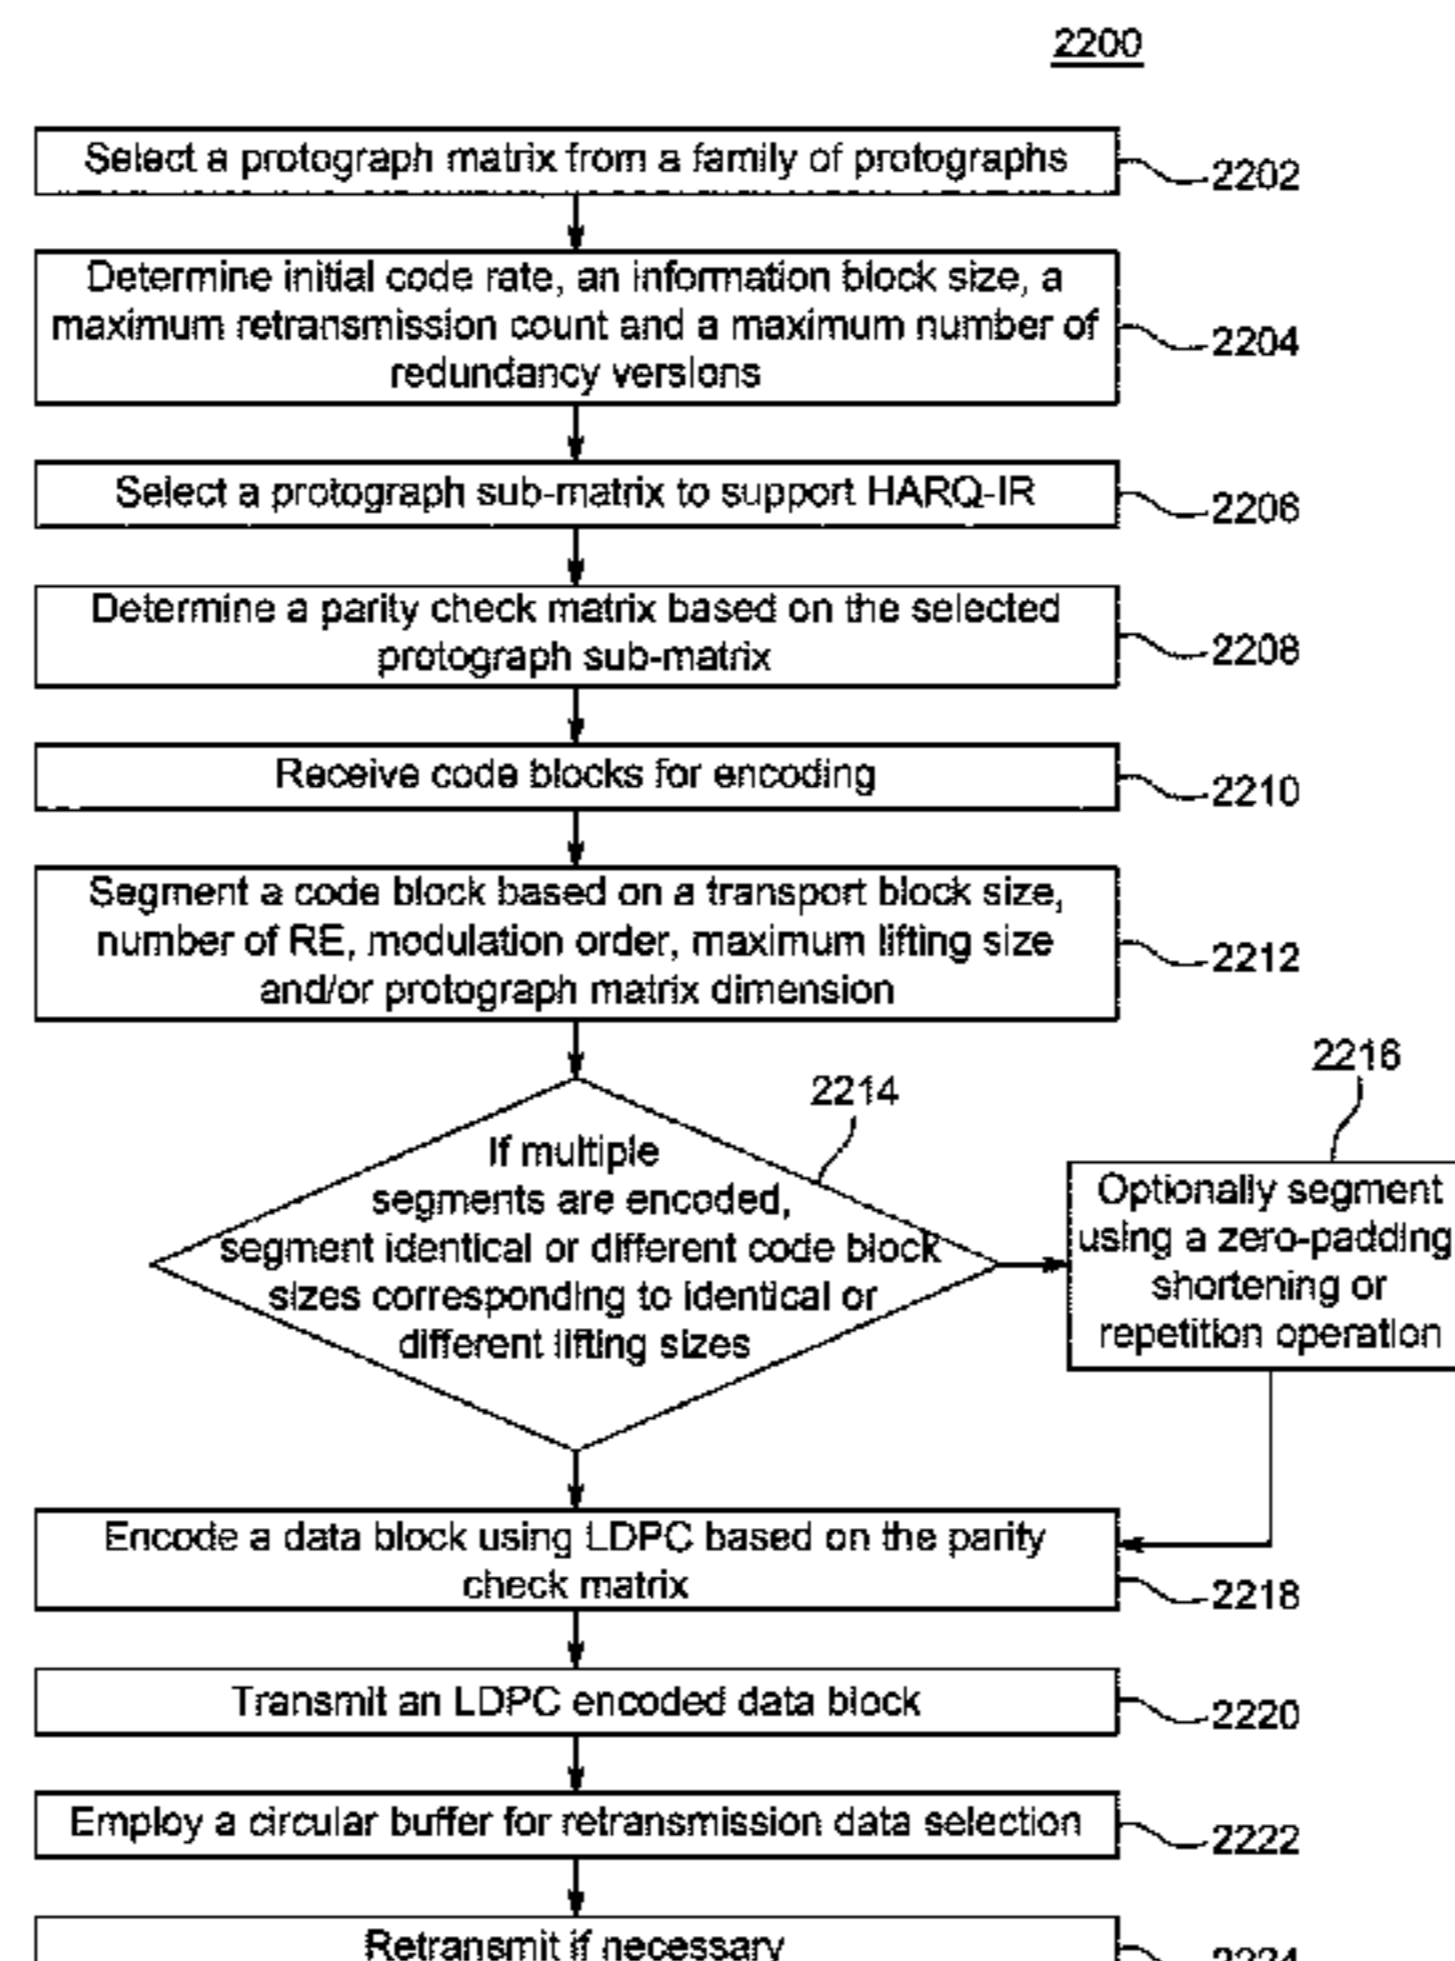 2200
Select a protograph matrix from a family of protographs
2202
Determine initial code rate, an information block size, a
maximum retransmission count and a maximum number of
redundancy versions
2204
Select a protograph sub-matrix to support HARQ-IR
2206
Determine a parity check matrix based on the selected
protograph sub-matrix
2208
Receive code blocks for encoding
2210
Segment a code block based on a transport block size,
number of RE, modulation order, maximum lifting size
and/or protograph matrix dimension
2212
2214
If multiple
segments are encoded,
segment identical or different code block
sizes corresponding to identical or
different lifting sizes
2216
Optionally segment
using a zero-padding
shortening or
repetition operation
Encode a data block using LDPC based on the parity
check matrix
2218
Transmit an LDPC encoded data block
2220
Employ a circular buffer for retransmission data selection
2222
Retransmit if necessary
2224